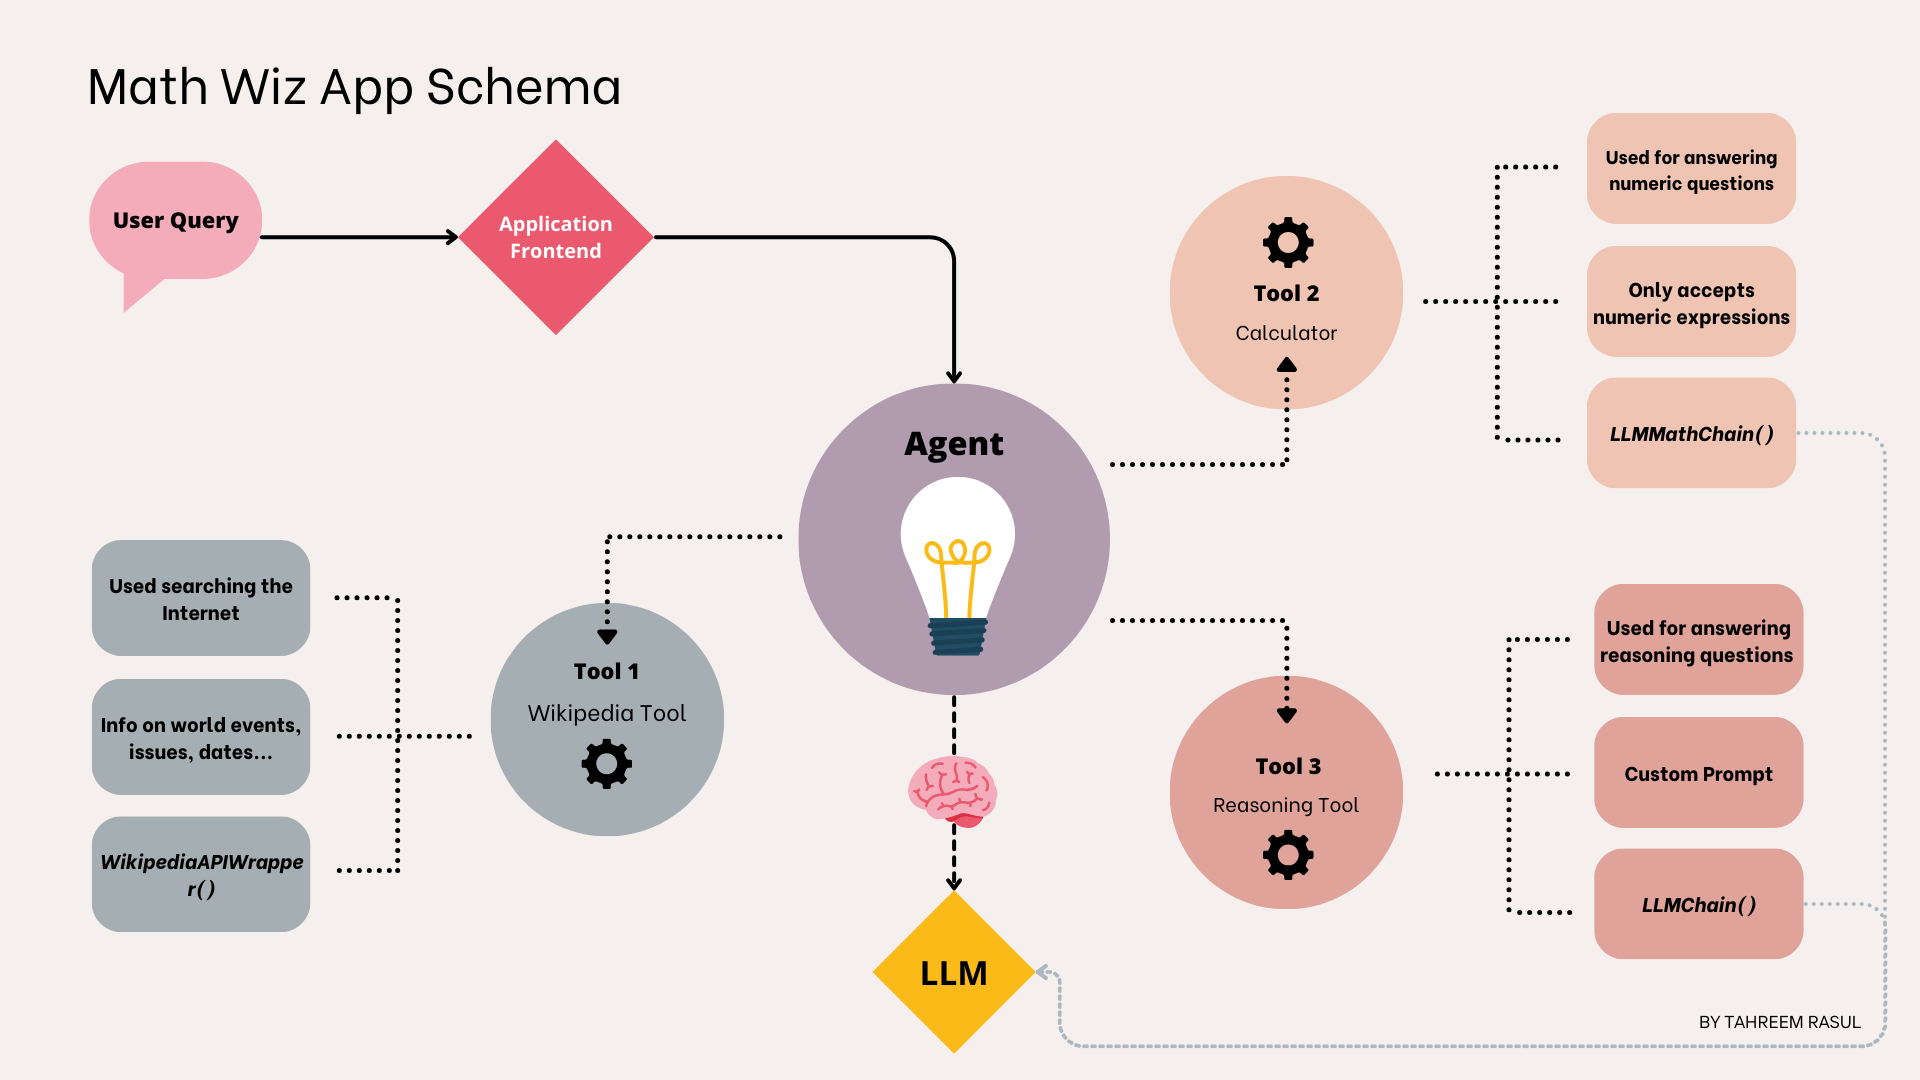 Math Wiz App Schema
User Query
Application
Frontend
Agent
Tool 1
Wikipedia Tool
Used searching the
Internet
Info on world events,
issues, dates...
WikipediaAPIWrappe
r()
Tool 2
Calculator
Used for answering
numeric questions
Only accepts
numeric expressions
LLMMathChain()
Tool 3
Reasoning Tool
Used for answering
reasoning questions
Custom Prompt
LLMChain()
LLM
BY TAHREEM RASUL